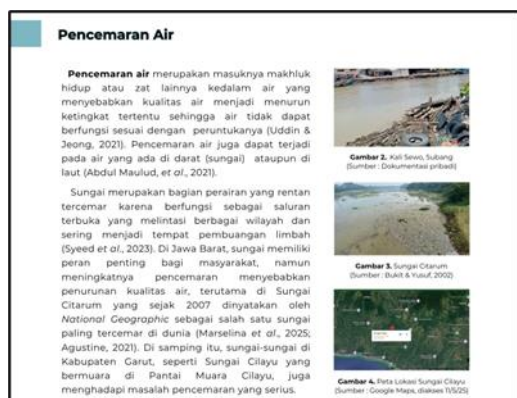 Pencemaran Air
Pencemaran air merupakan masuknya makhluk
hidup atau zat lainnya kedalam air yang
menyebabkan kualitas air menjadi menurun
ketingkat tertentu sehingga air tidak dapat
berfungsi sesuai dengan peruntukanya (Uddin &
Jeong, 2021). Pencemaran air juga dapat terjadi
pada air yang ada di darat (sungai) ataupun di
laut (Abdul Maulud, et al., 2021).
Sungai merupakan bagian perairan yang rentan
tercemar karena berfungsi sebagai saluran
terbuka yang melintasi berbagai wilayah dan
sering menjadi tempat pembuangan limbah
(Syeed et al., 2023). Di Jawa Barat, sungai memiliki
peran penting bagi masyarakat, namun
meningkatnya pencemaran menyebabkan
penurunan kualitas air, terutama di Sungai
Citarum yang sejak 2007 dinyatakan oleh
National Geographic sebagai salah satu sungai
paling tercemar di dunia (Marselina et al., 2025;
Agustine, 2021). Di samping itu, sungai-sungai di
Kabupaten Garut, seperti Sungai Cilayu yang
bermuara di Pantai Muara Cilayu, juga
menghadapi masalah pencemaran yang serius.
Gambar 2. Kali Sewo, Subang
(Sumber : Dokumentasi pribadi)
Gambar 3. Sungai Citarum
(Sumber : Bukit & Yusuf, 2002)
Gambar 4. Peta Lokasi Sungai Cilayu
(Sumber : Google Maps, diakses 11/5/25)